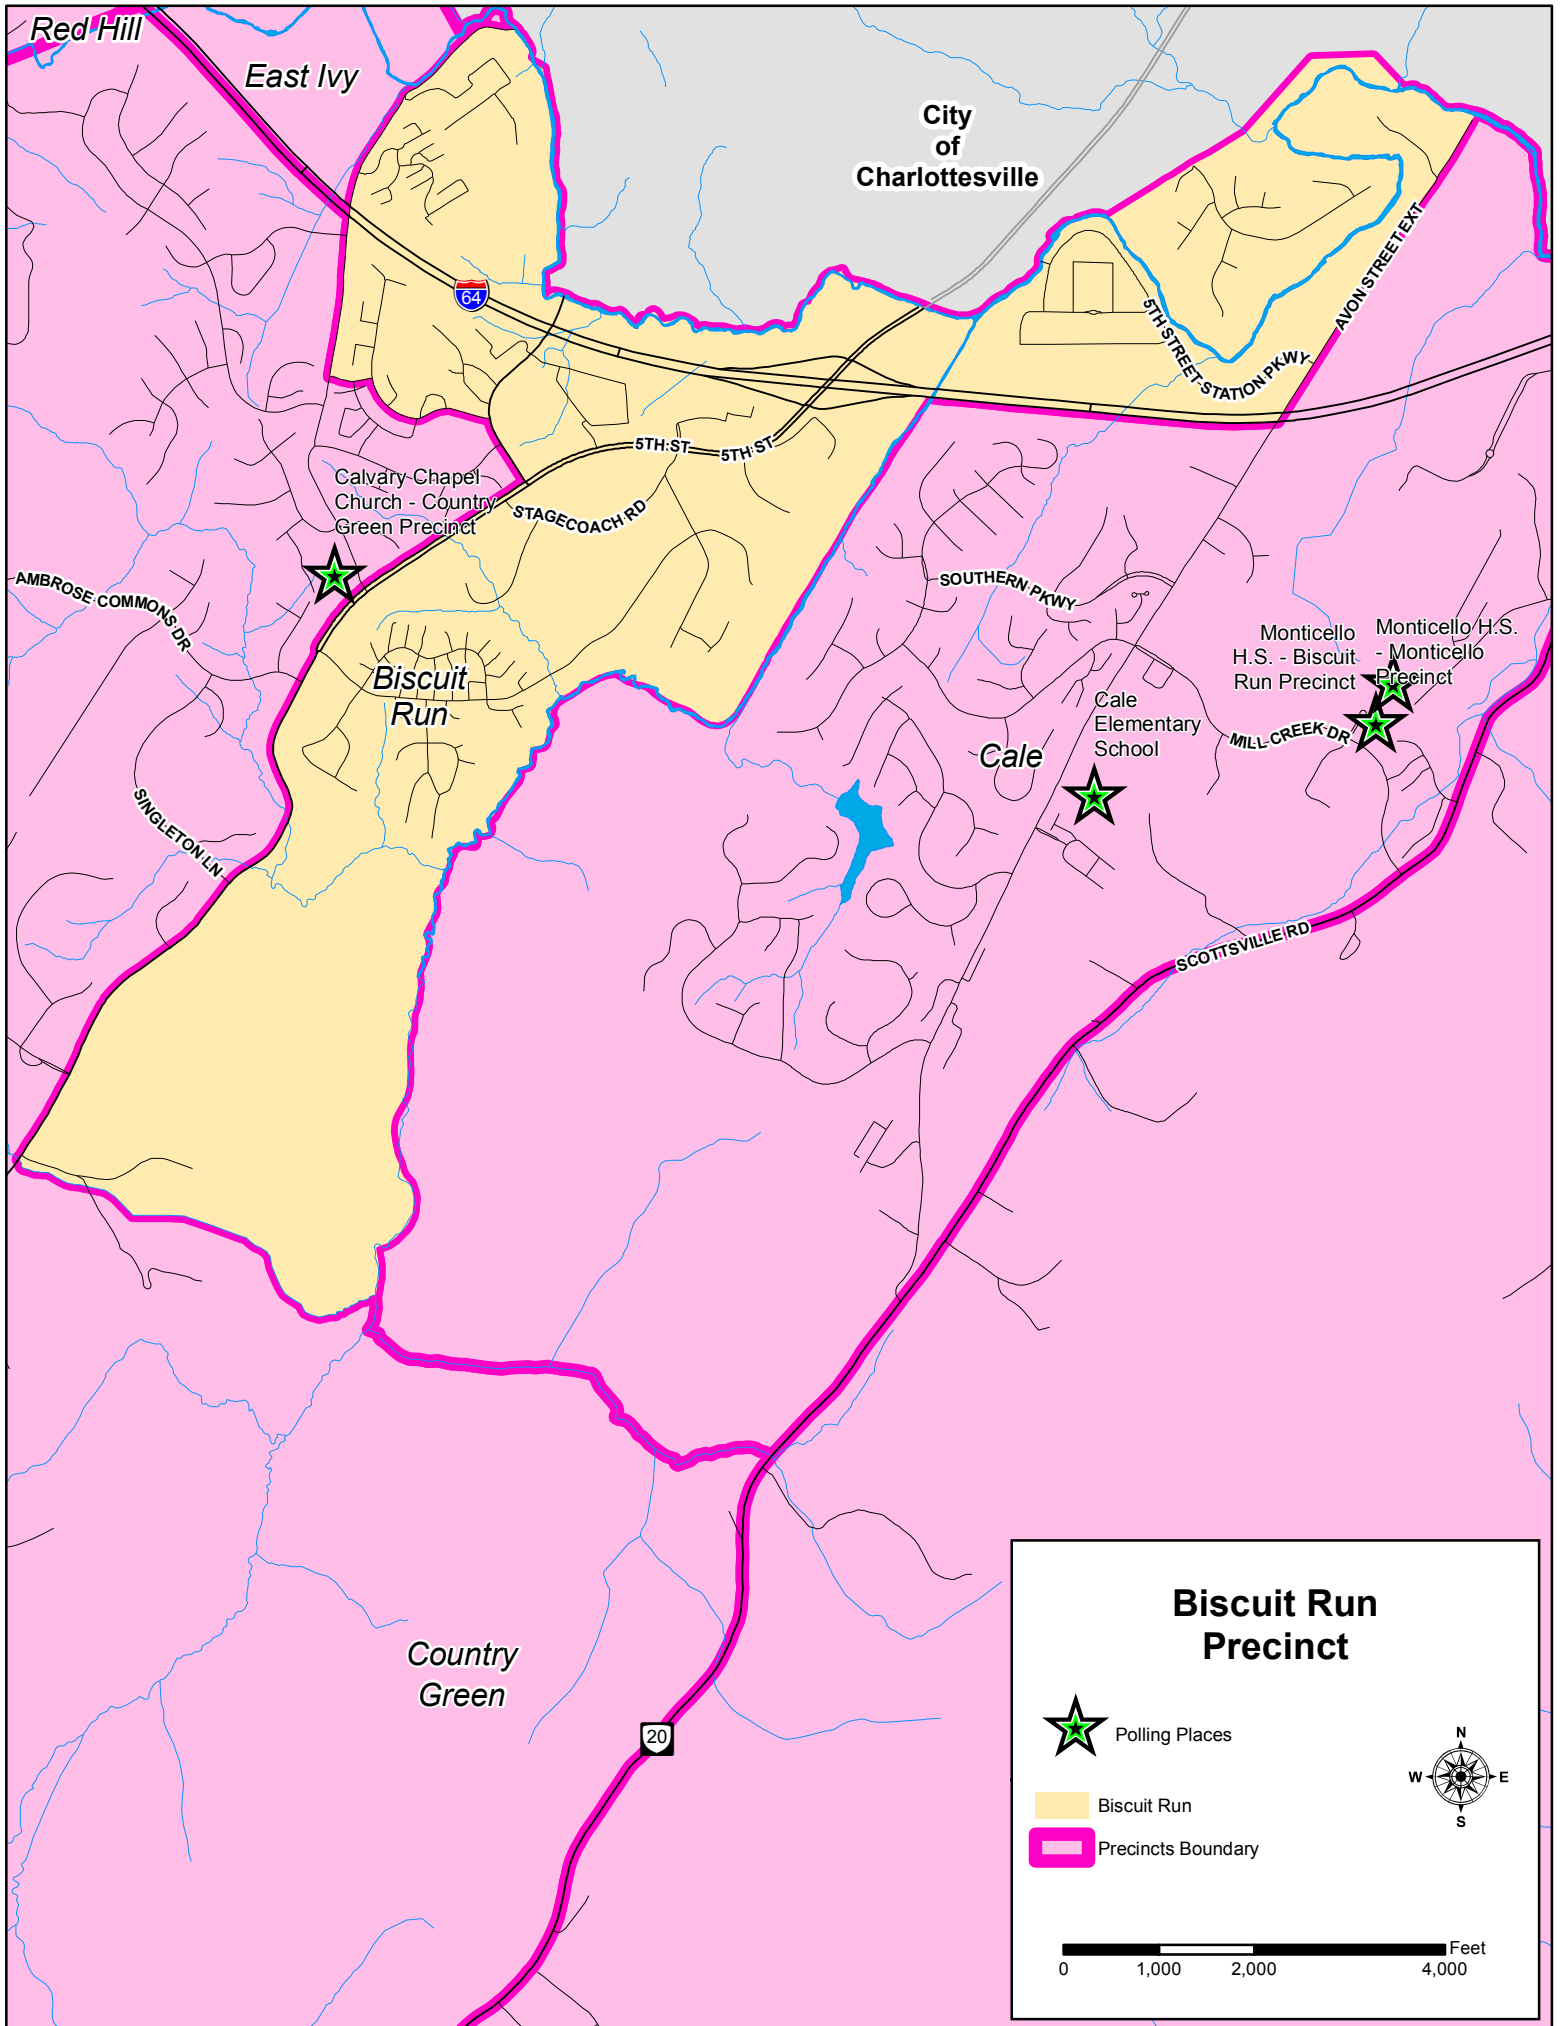 Red Hill
East Ivy
City
of
Charlottesville
64
AVON STREET EXT
5TH STREET STATION PKWY
5TH ST
5TH ST
STAGECOACH RD
Calvary Chapel
Church - Country
Green Precinct
AMBROSE COMMONS DR
SOUTHERN PKWY
Biscuit
Run
Monticello
H.S. - Biscuit
Run Precinct
Monticello H.S.
- Monticello
Precinct
Cale
Elementary
School
MILL CREEK DR
Cale
SINGLETON LN
SCOTTSVILLE RD
Country
Green
20
Biscuit Run
Precinct
Polling Places
N
W
E
S
Biscuit Run
Precincts Boundary
Feet
0
1,000
2,000
4,000